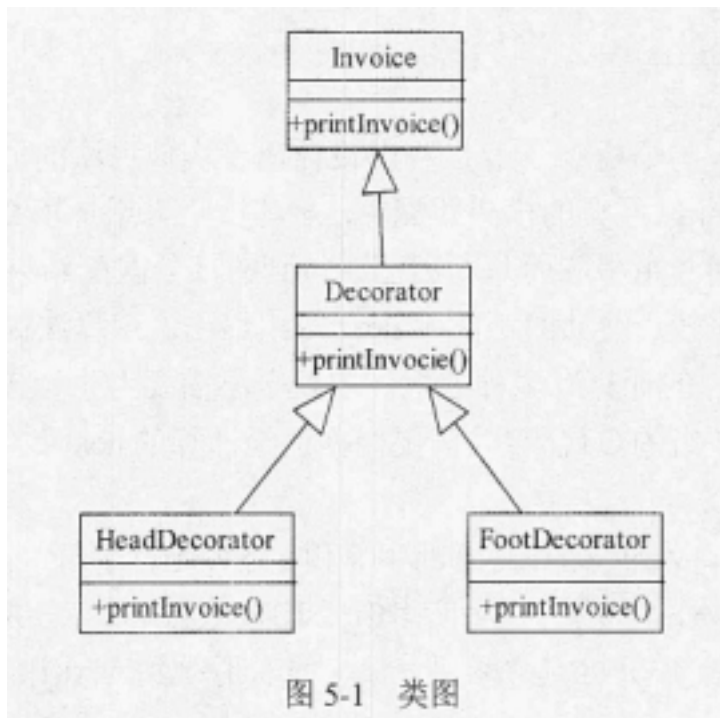 Invoice
+printInvoice()
Decorator
+printInvocie()
HeadDecorator
+printInvoice()
FootDecorator
+printInvoice()
图 5-1 类图